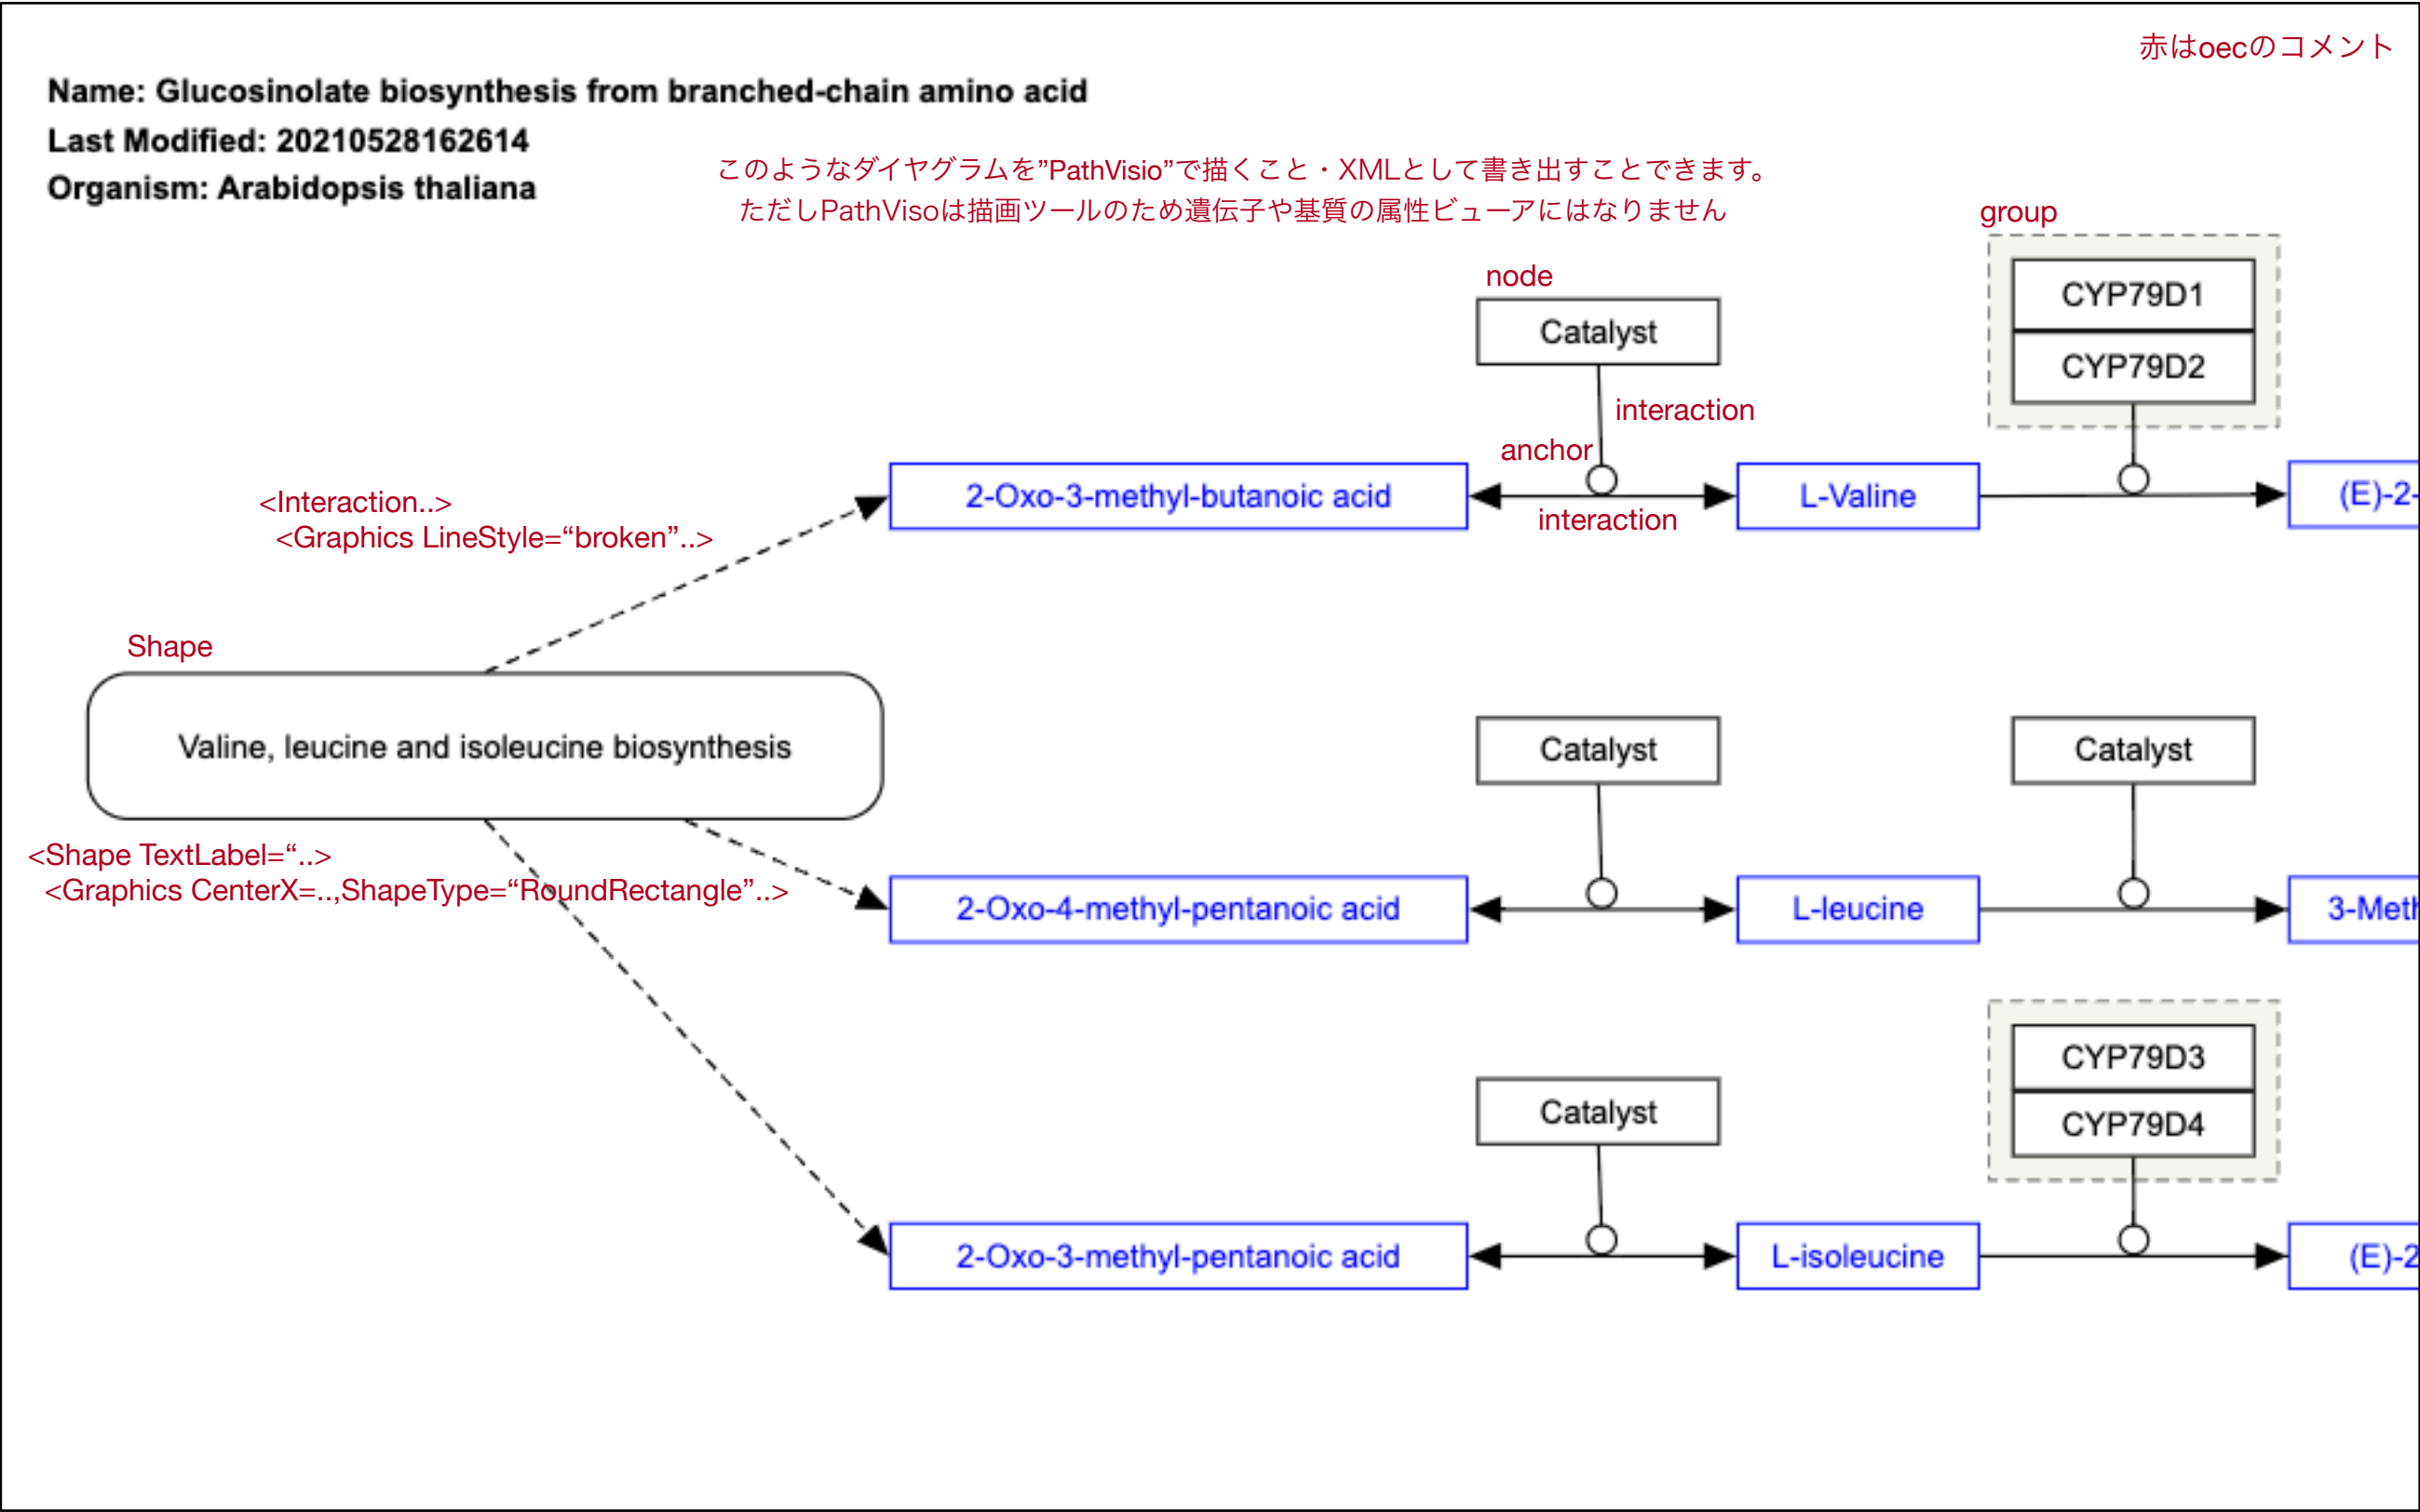 赤はoecのコメント
Name: Glucosinolate biosynthesis from branched-chain amino acid
Last Modified: 20210528162614
Organism: Arabidopsis thaliana
このようなダイヤグラムを”PathVisio”で描くこと・XMLとして書き出すことできます。
ただしPathVisoは描画ツールのため遺伝子や基質の属性ビューアにはなりません
group
CYP79D1
CYP79D2
node
Catalyst
interaction
anchor
<Interaction..>
<Graphics LineStyle=“broken”..>
2-Oxo-3-methyl-butanoic acid
interaction
L-Valine
(E)-2-
Shape
Valine, leucine and isoleucine biosynthesis
Catalyst
Catalyst
<Shape TextLabel=“..>
<Graphics CenterX=..,ShapeType=“RoundRectangle”..>
2-Oxo-4-methyl-pentanoic acid
L-leucine
3-Meth
CYP79D3
CYP79D4
Catalyst
2-Oxo-3-methyl-pentanoic acid
L-isoleucine
(E)-2